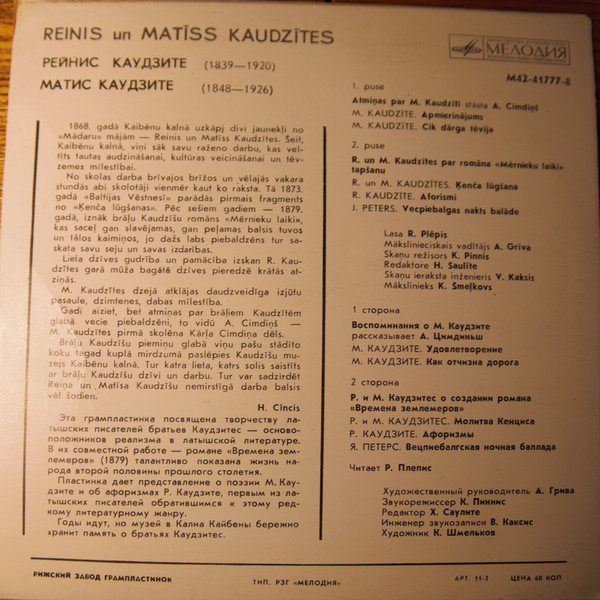 REINIS un MATĪSS KAUDZĪTES
РЕЙНИС КАУДЗИТЕ (1839—1920)
МАТИС КАУДЗИТЕ (1848—1926)
МЕЛОДИЯ
М42-41777-8
1868. gadā Kaibēnu kalnā uzkāpj divi jaunekļi no
«Mādaru» mājām — Reinis un Matīss Kaudzītes. Šeit,
Kaibēnu kalnā, viņi sāk savu raženo darbu, kas vel-
tīts tautas audzināšanai, kultūras veicināšanai un tēv-
zemes mīlestībai.
No skolas darba brīvajos brīžos un vēlajās vakara
stundās abi skolotāji vienmēr kaut ko raksta. Tā 1873.
gadā «Baltijas Vēstnesī» parādās pirmais fragments
no «Ķenča lūgšanas». Pēc sešiem gadiem — 1879.
gadā, iznāk brāļu Kaudzīšu romāns «Mērnieku laiki»,
kas saceļ gan slavējamas, gan peļamas balsis tuvos
un tālos kaimiņos, jo dažs labs piebaldzēns tur sa-
skata savu seju un savas izdarības.
Liela dzīves gudrība un pamācība izskan R. Kau-
dzītes garā mūža bagātā dzīves pieredzē krātās at-
ziņās.
M. Kaudzītes dzejā atklājas daudzveidīga izjūtu
pasaule, dzimtenes, dabas mīlestība.
Gadi aiziet, bet atmiņas par brāļiem Kaudzītēm
glabā vecie piebaldzēni, to vidū A. Cimdiņš —
M. Kaudzītes pirmā skolēna Kārļa Cimdiņa dēls.
Brāļu Kaudzīšu piemiņu glabā viņu pašu stādīto
koku tagad kuplā mirdzumā paslēpies Kaudzīšu mu-
zejs Kaibēnu kalnā. Tur katra lieta, katrs solis saistīts
ar brāļu Kaudzīšu dzīvi un darbu. Tur var sadzirdēt
Reiņa un Matīsa Kaudzīšu nemirstīgā darba balsis
vēl šodien.
H. Cincis
Эта грампластинка посвящена творчеству ла-
тышских писателей братьев Каудзитес — осново-
положников реализма в латышской литературе.
В их совместной работе — романе «Времена зем-
лемеров» (1879) талантливо показана жизнь на-
рода второй половины прошлого столетия.
Пластинка дает представление о поэзии М. Кауд-
зите и об афоризмах Р. Каудзите, первым из ла-
тышских писателей обратившимся к этому ред-
кому литературному жанру.
Годы идут, но музей в Кална Кайбены бережно
хранит память о братьях Каудзитес.
1. puse
Atmiņas par M. Kaudzīti stāsta A. Cimdiņš
M. KAUDZĪTE. Apmierinājums
M. KAUDZĪTE. Cik dārga tēvija
2. puse
R. un M. Kaudzītes par romāna «Mērnieku laiki»
tapšanu
R. un M. KAUDZĪTES. Ķenča lūgšana
R. KAUDZĪTE. Aforismi
J. PETERS. Vecpiebalgas nakts balāde
Lasa R. Plēpis
Mākslinieciskais vadītājs A. Grīva
Skaņu režisors K. Pinnis
Redaktore H. Saulīte
Skaņu ieraksta inženieris V. Kaksis
Mākslinieks K. Šmeļkovs
1 сторона
Воспоминания о М. Каудзите
рассказывает А. Цимдиньш
М. КАУДЗИТЕ. Удовлетворение
М. КАУДЗИТЕ. Как отчизна дорога
2 сторона
Р. и М. Каудзитес о создании романа
«Времена землемеров»
Р. и М. КАУДЗИТЕС. Молитва Кенциса
Р. КАУДЗИТЕ. Афоризмы
Я. ПЕТЕРС. Вецпиебалгская ночная баллада
Читает Р. Плепис
Художественный руководитель А. Грива
Звукорежиссер К. Пиннис
Редактор Х. Саулите
Инженер звукозаписи В. Каксис
Художник К. Шмельков
РИЖСКИЙ ЗАВОД ГРАМПЛАСТИНОК
ТИП. РЗГ «МЕЛОДИЯ»
АРТ. 11-2
ЦЕНА 60 КОП